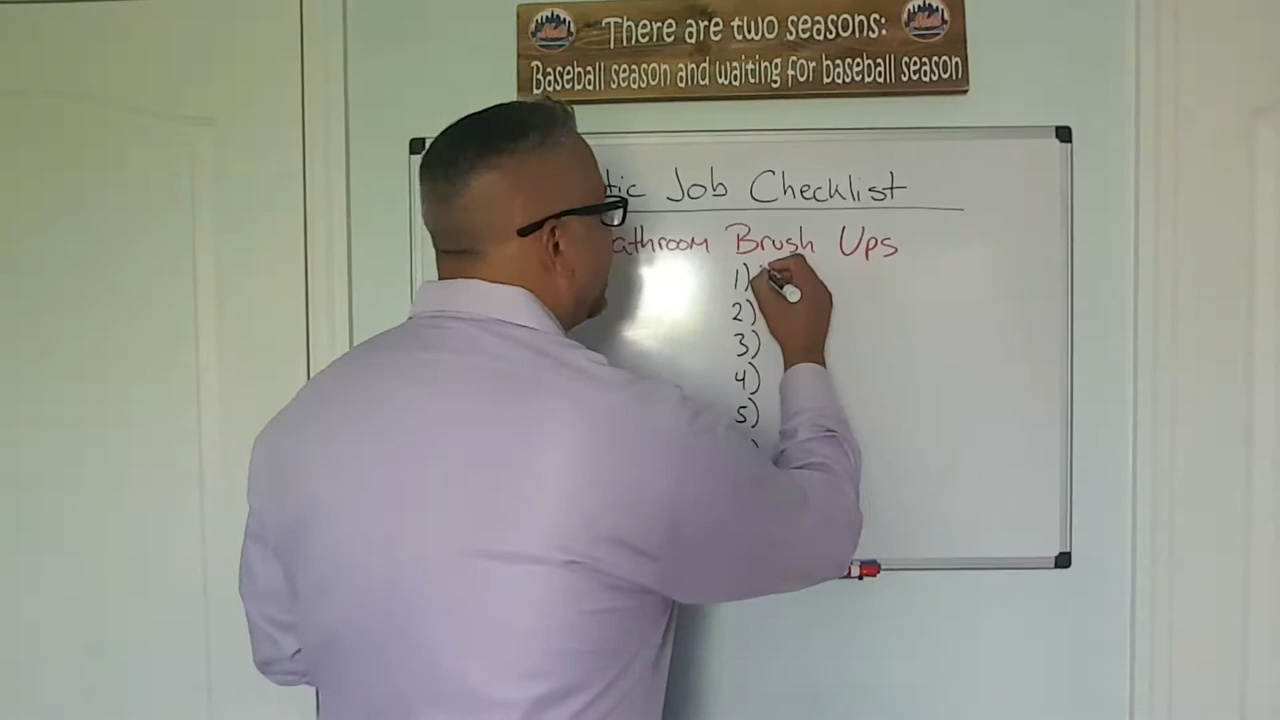 There are two seasons:
Baseball season and waiting for baseball season
tic Job Checklist
athroom Brush Ups
1)
2)
3)
4)
5)